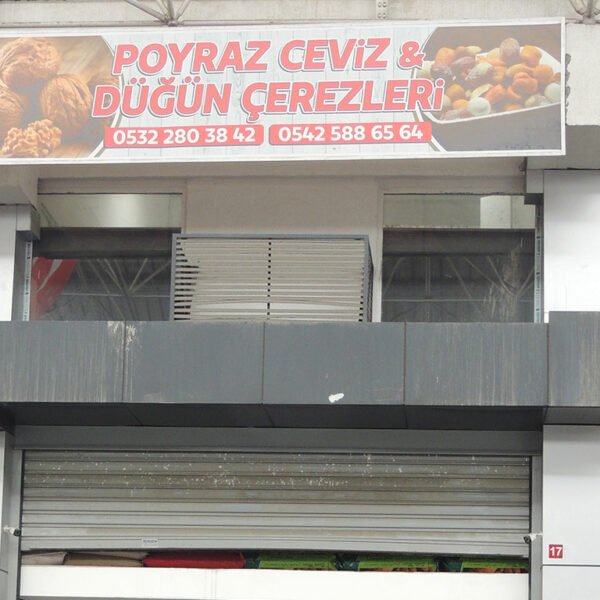 POYRAZ CEVİZ &
DÜĞÜN ÇEREZLERİ
0532 280 38 42 0542 588 65 64
17